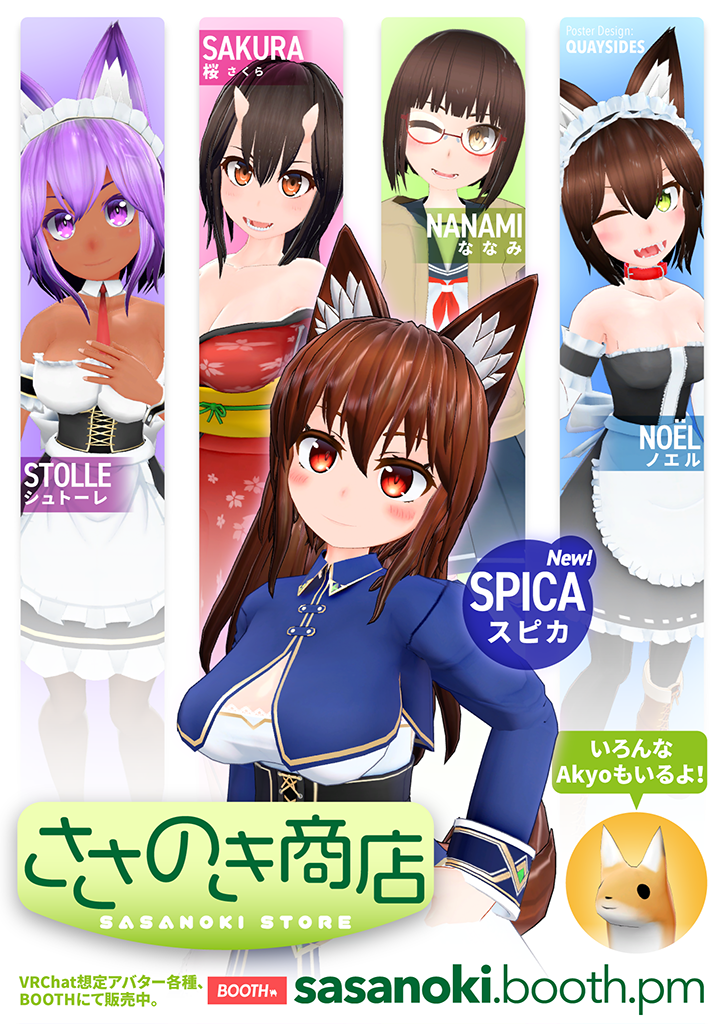 SAKURA
桜 さくら
Poster Design:
QUAYSIDES
NANAMI
ななみ
STOLLE
シュトーレ
NOËL
ノエル
New!
SPICA
スピカ
いろんな
Akyoもいるよ!
ささのき商店
SASANOKI STORE
VRChat想定アバター各種、
BOOTHにて販売中。
BOOTH
sasanoki.booth.pm